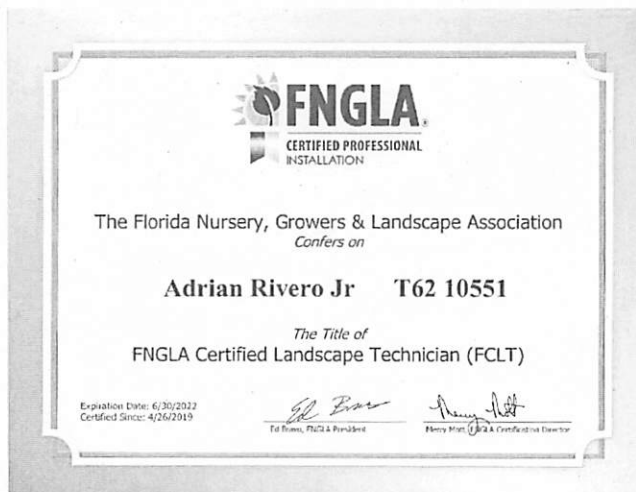 FNGLA®
CERTIFIED PROFESSIONAL
INSTALLATION
The Florida Nursery, Growers & Landscape Association
Confers on
Adrian Rivero Jr T62 10551
The Title of
FNGLA Certified Landscape Technician (FCLT)
Expiration Date: 6/30/2022
Certified Since: 4/26/2019
Ed, FNGLA President
Merry Mott, FNGLA Certification Director